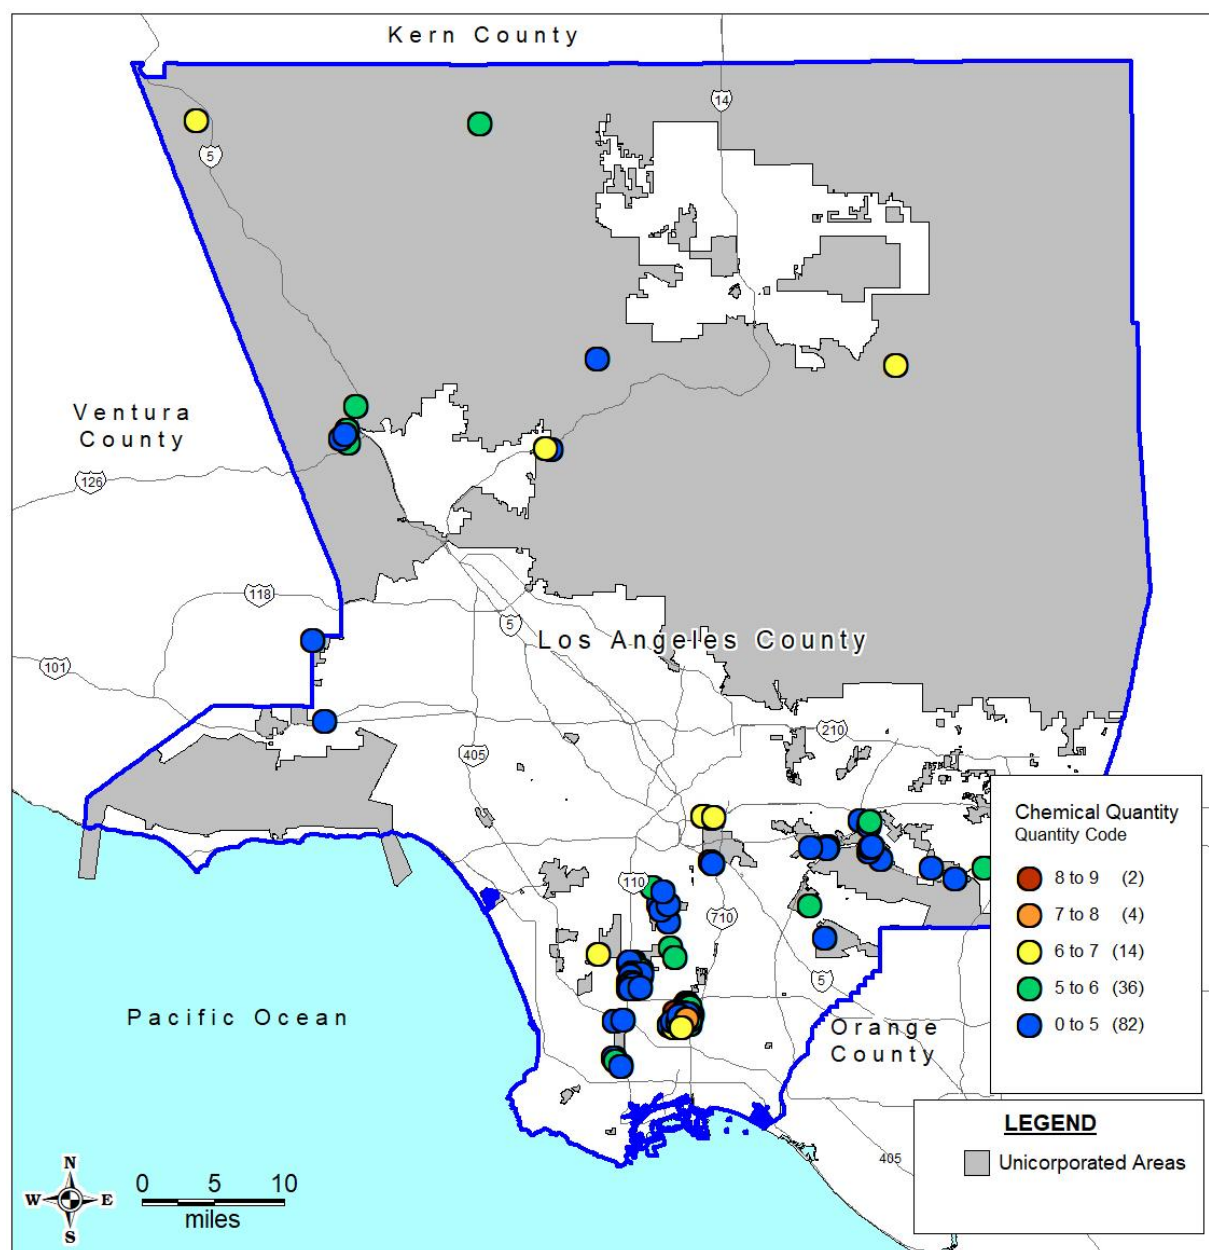 Kern County
14
5
Ventura
County
126
118
5
Los Angeles County
101
210
405
Chemical Quantity
Quantity Code
8 to 9 (2)
7 to 8 (4)
6 to 7 (14)
5 to 6 (36)
0 to 5 (82)
110
710
5
Pacific Ocean
Orange
County
LEGEND
Unicorporated Areas
405
N
W E
S
0 5 10
miles